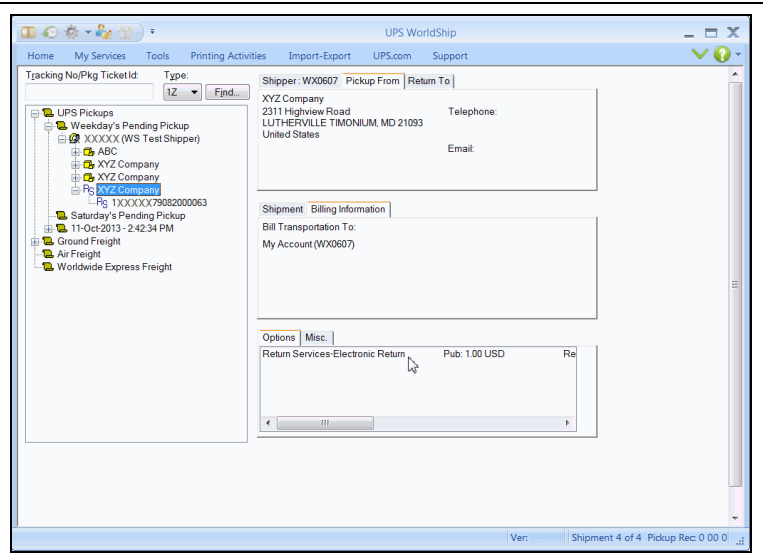 UPS WorldShip
Home My Services Tools Printing Activities Import-Export UPS.com Support
Tracking No/Pkg Ticket Id: Type:
1Z Find...
UPS Pickups
Weekday's Pending Pickup
XXXXX (WS Test Shipper)
ABC
XYZ Company
XYZ Company
XYZ Company
1XXXXX79082000063
Saturday's Pending Pickup
11-Oct-2013 - 2:42:34 PM
Ground Freight
Air Freight
Worldwide Express Freight
Shipper : WX0607 Pickup From Return To
XYZ Company
2311 Highview Road Telephone:
LUTHERVILLE TIMONIUM, MD 21093
United States
Email:
Shipment Billing Information
Bill Transportation To:
My Account (WX0607)
Options Misc.
Return Services-Electronic Return Pub: 1.00 USD Re
Ver: Shipment 4 of 4 Pickup Rec: 0 00 0